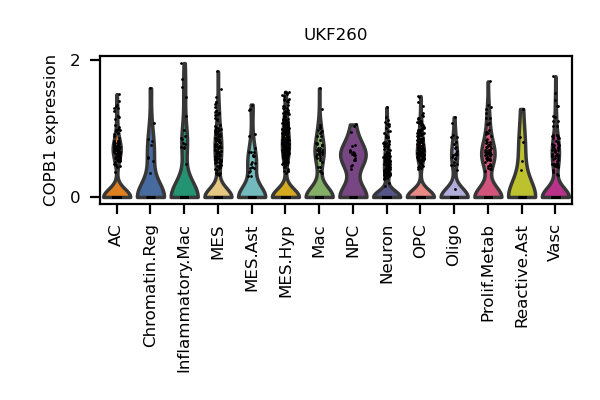 UKF260
COPB1 expression
2
0
AC
Chromatin.Reg
Inflammatory.Mac
MES
MES.Ast
MES.Hyp
Mac
NPC
Neuron
OPC
Oligo
Prolif.Metab
Reactive.Ast
Vasc